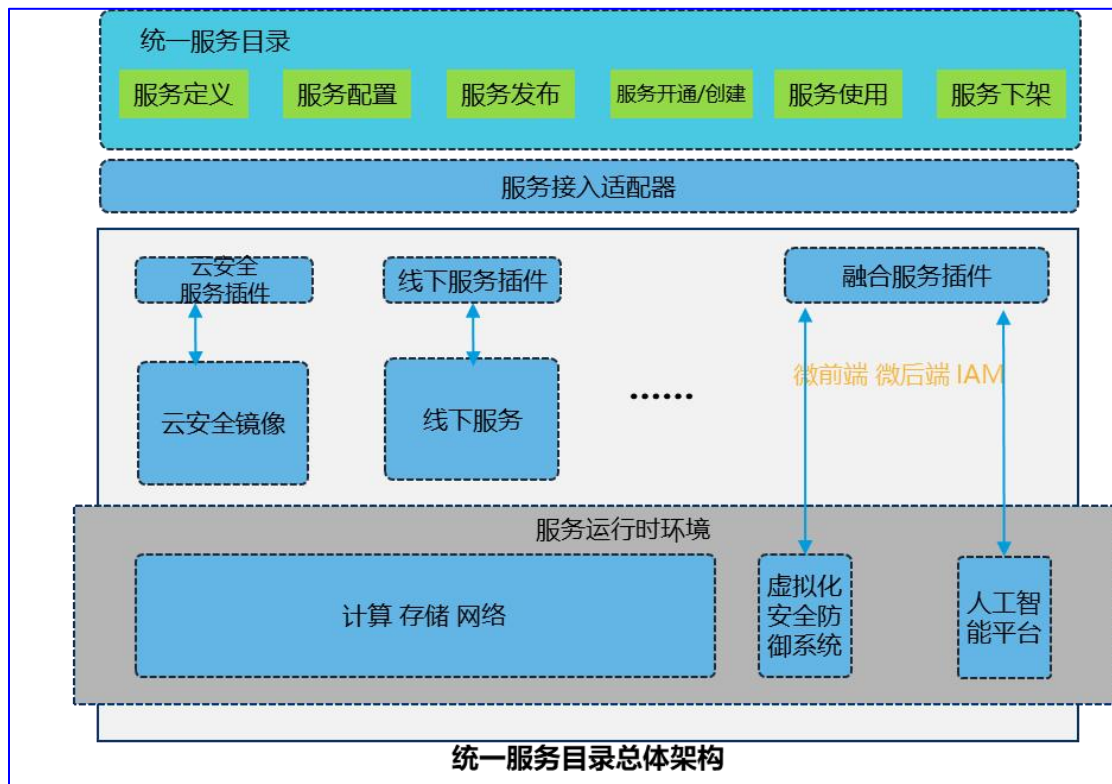 统一服务目录
服务定义
服务配置
服务发布
服务开通/创建
服务使用
服务下架
服务接入适配器
云安全
服务插件
线下服务插件
融合服务插件
微前端 微后端 IAM
云安全镜像
线下服务
......
服务运行时环境
计算 存储 网络
虚拟化
安全防
御系统
人工智
能平台
统一服务目录总体架构